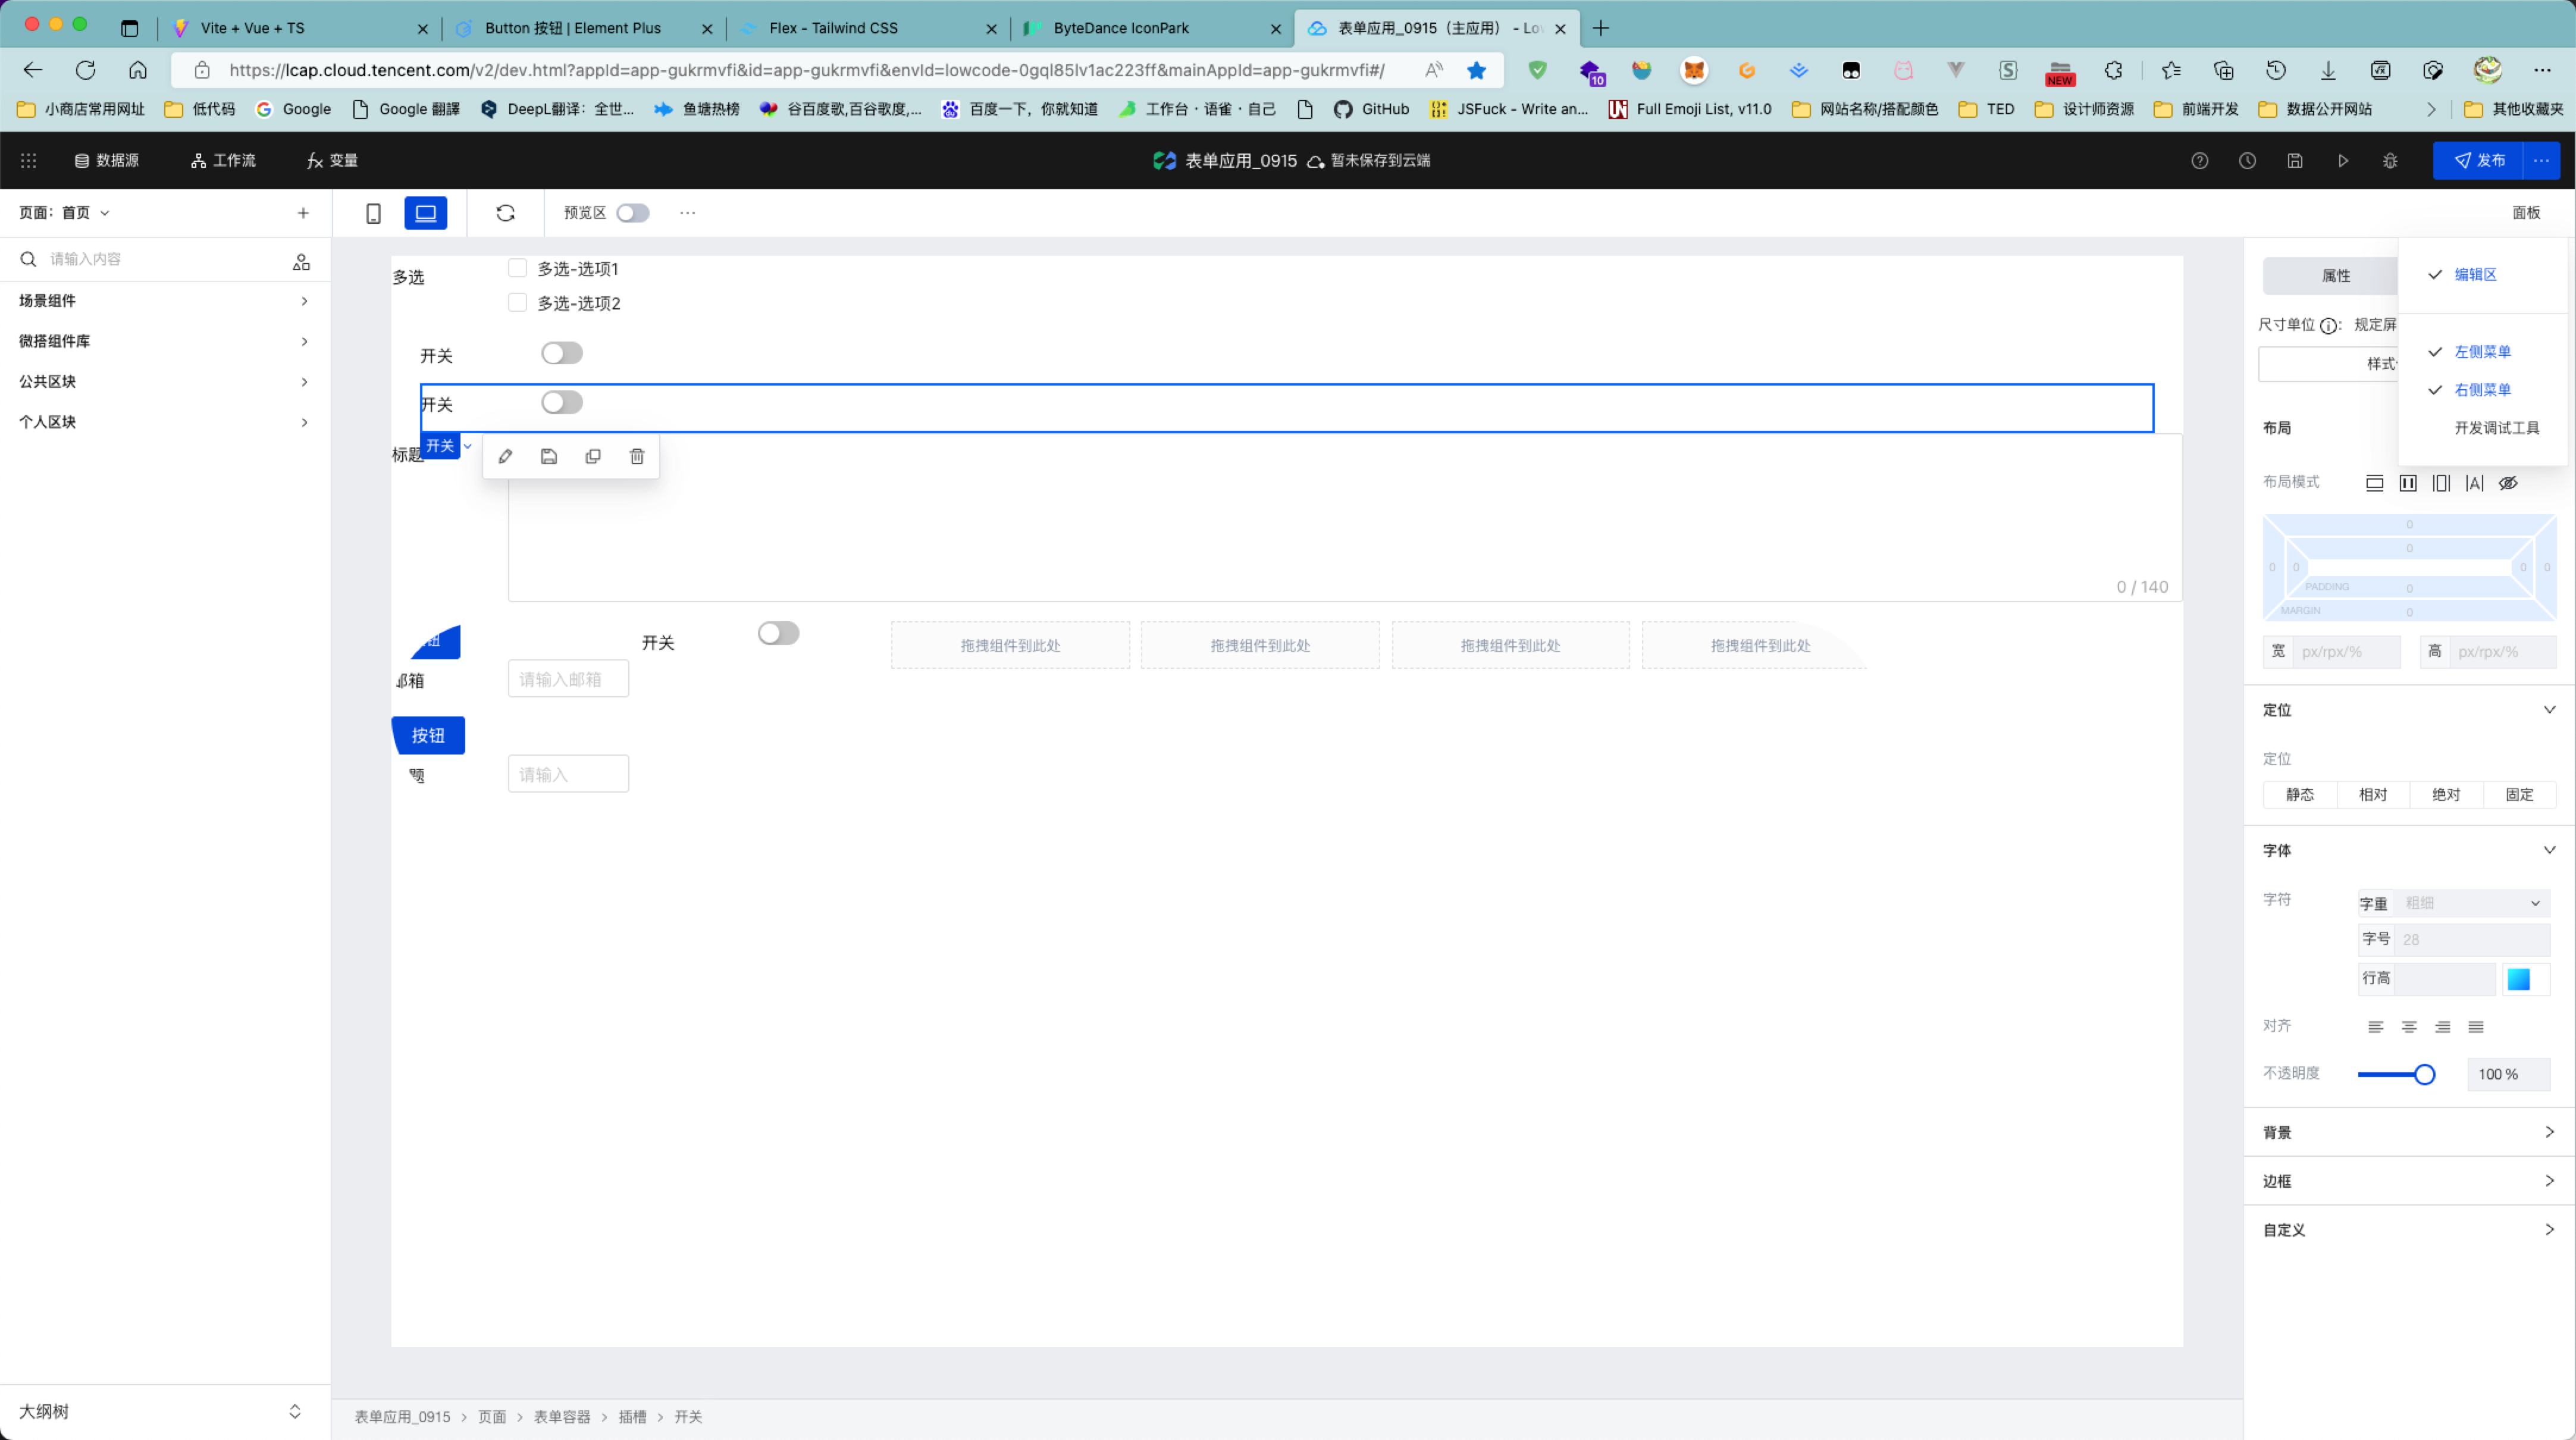 Vite + Vue + TS
Button 按钮 | Element Plus
Flex - Tailwind CSS
ByteDance IconPark
表单应用_0915（主应用） - Lo
https://lcap.cloud.tencent.com/v2/dev.html?appId=app-gukrmvfi&id=app-gukrmvfi&envId=lowcode-0gql85lv1ac223ff&mainAppId=app-gukrmvfi#/
10
NEW
小商店常用网址
低代码
Google
Google 翻譯
DeepL翻译：全世...
鱼塘热榜
谷百度歌,百谷歌度,...
百度一下，你就知道
工作台 · 语雀 · 自己
GitHub
JSFuck - Write an...
Full Emoji List, v11.0
网站名称/搭配颜色
TED
设计师资源
前端开发
数据公开网站
其他收藏夹
数据源
工作流
fx 变量
表单应用_0915
暂未保存到云端
发布
页面：首页
预览区
面板
请输入内容
场景组件
微搭组件库
公共区块
个人区块
大纲树
多选
多选-选项1
多选-选项2
开关
开关
开关
标题
0 / 140
钮
开关
拖拽组件到此处
拖拽组件到此处
拖拽组件到此处
拖拽组件到此处
邮箱
请输入邮箱
按钮
题
请输入
表单应用_0915 > 页面 > 表单容器 > 插槽 > 开关
属性
编辑区
左侧菜单
右侧菜单
开发调试工具
尺寸单位
:
规定屏
样式
布局
布局模式
0
0
0
0
0
0
PADDING
0
MARGIN
0
宽
px/rpx/%
高
px/rpx/%
定位
定位
静态
相对
绝对
固定
字体
字符
字重
粗细
字号
28
行高
对齐
不透明度
100 %
背景
边框
自定义